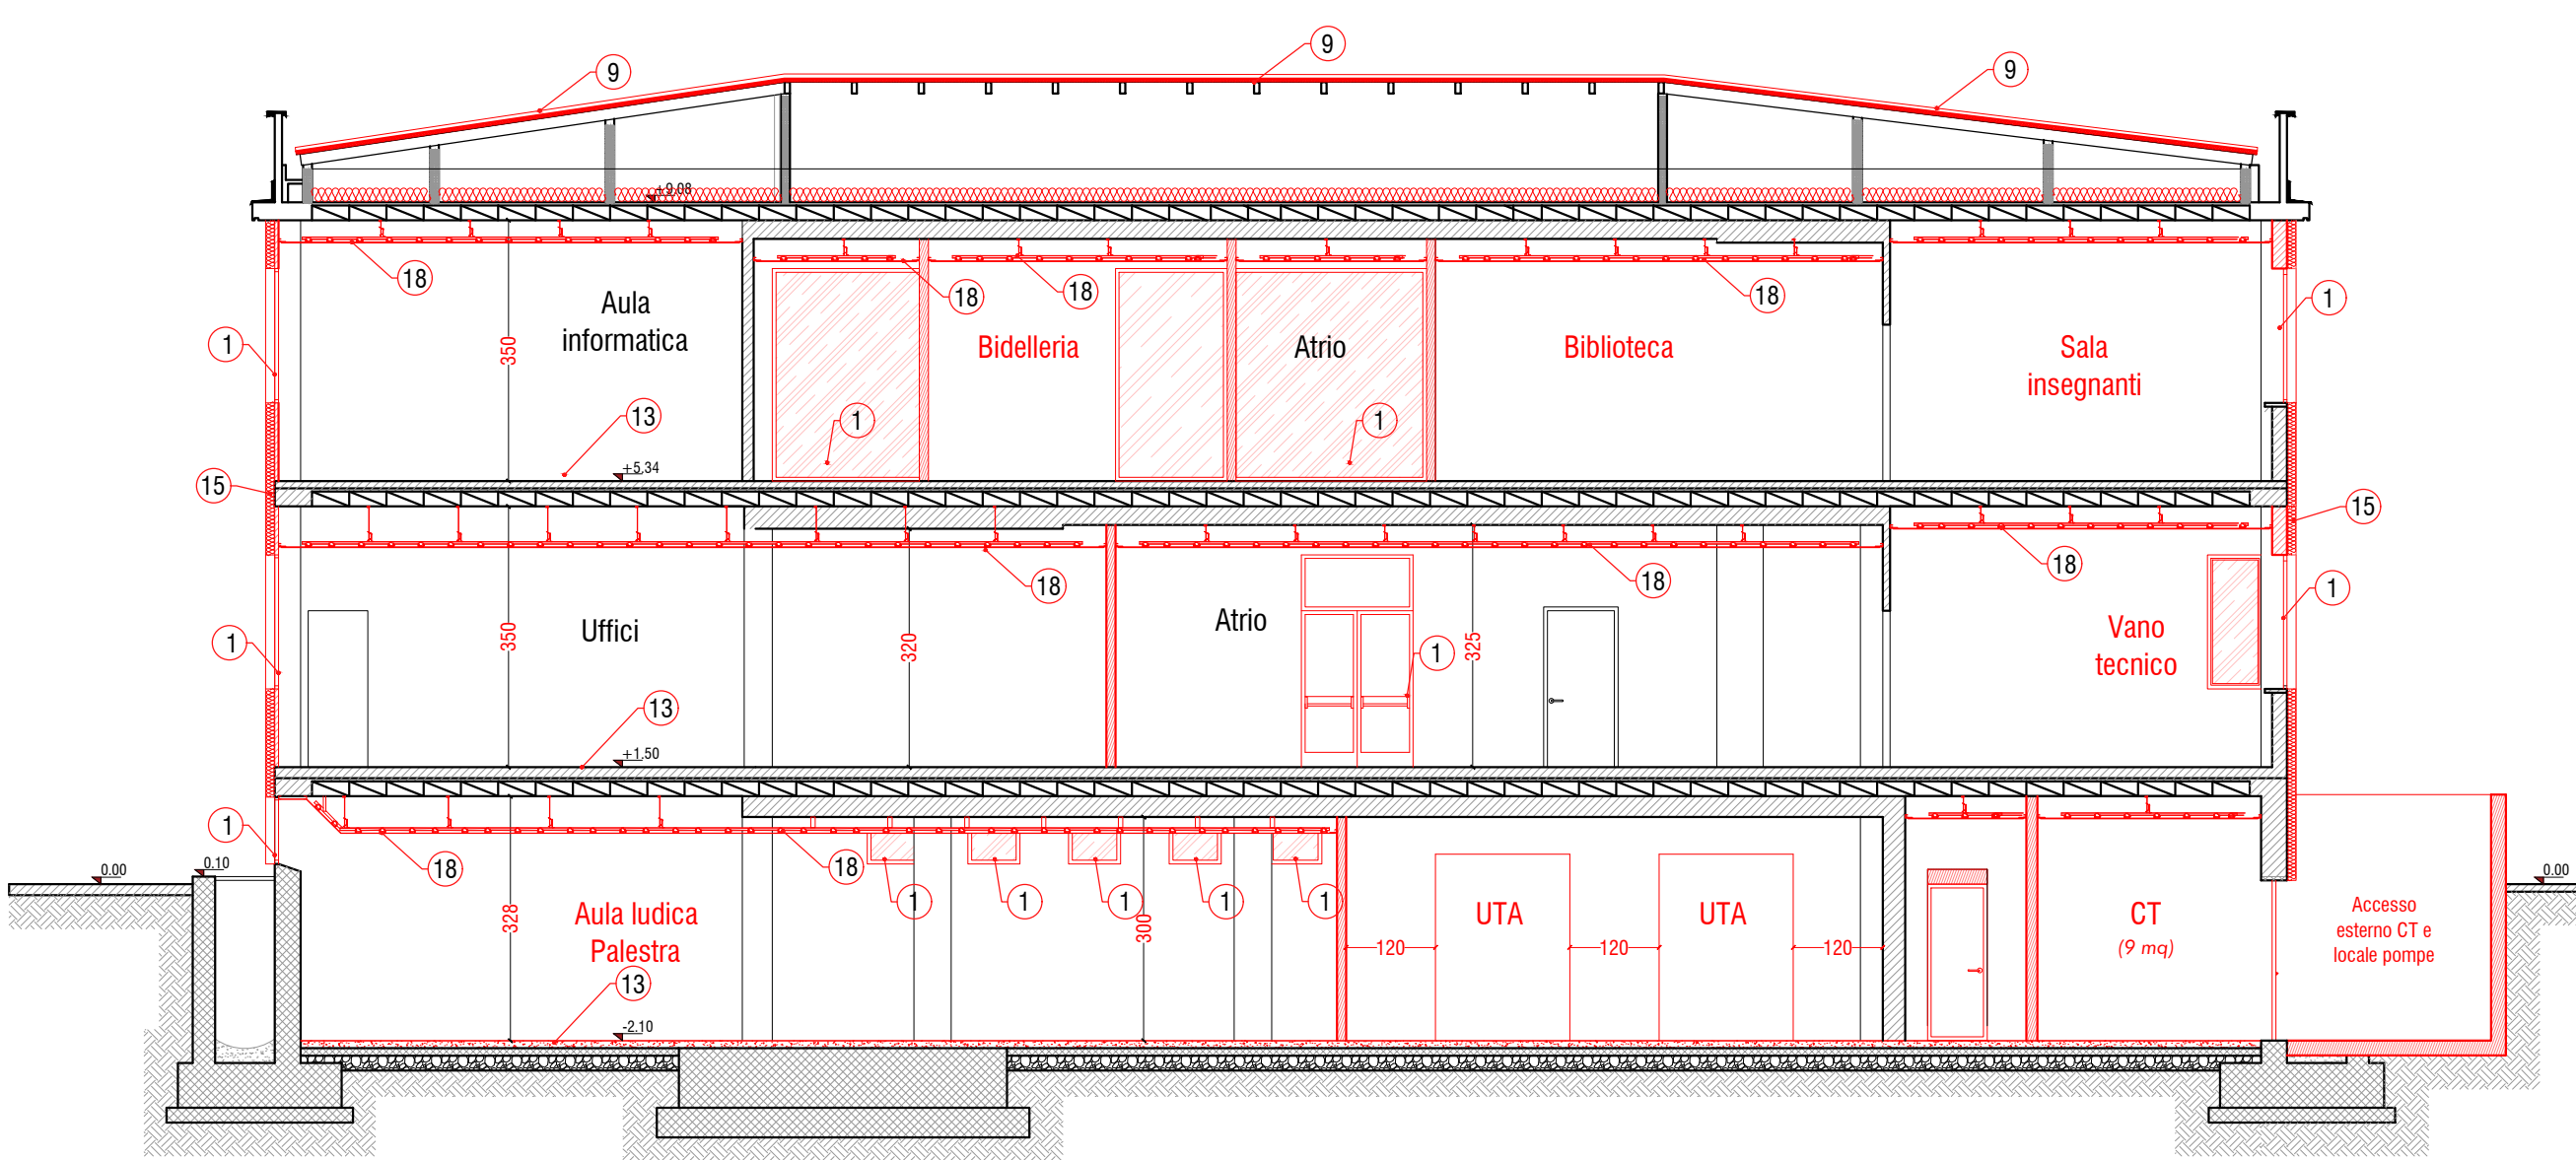 9
9
9
+9.08
18
18
18
18
Aula
informatica
350
Bidelleria
Atrio
Biblioteca
Sala
insegnanti
1
1
13
1
1
+5.34
15
15
18
18
18
350
Uffici
320
Atrio
325
1
Vano
tecnico
1
1
13
+1.50
1
18
18
0.00
0.10
0.00
1
1
1
1
1
Aula ludica
Palestra
328
300
UTA
UTA
120
120
120
CT
(9 mq)
Accesso
esterno CT e
locale pompe
13
-2.10